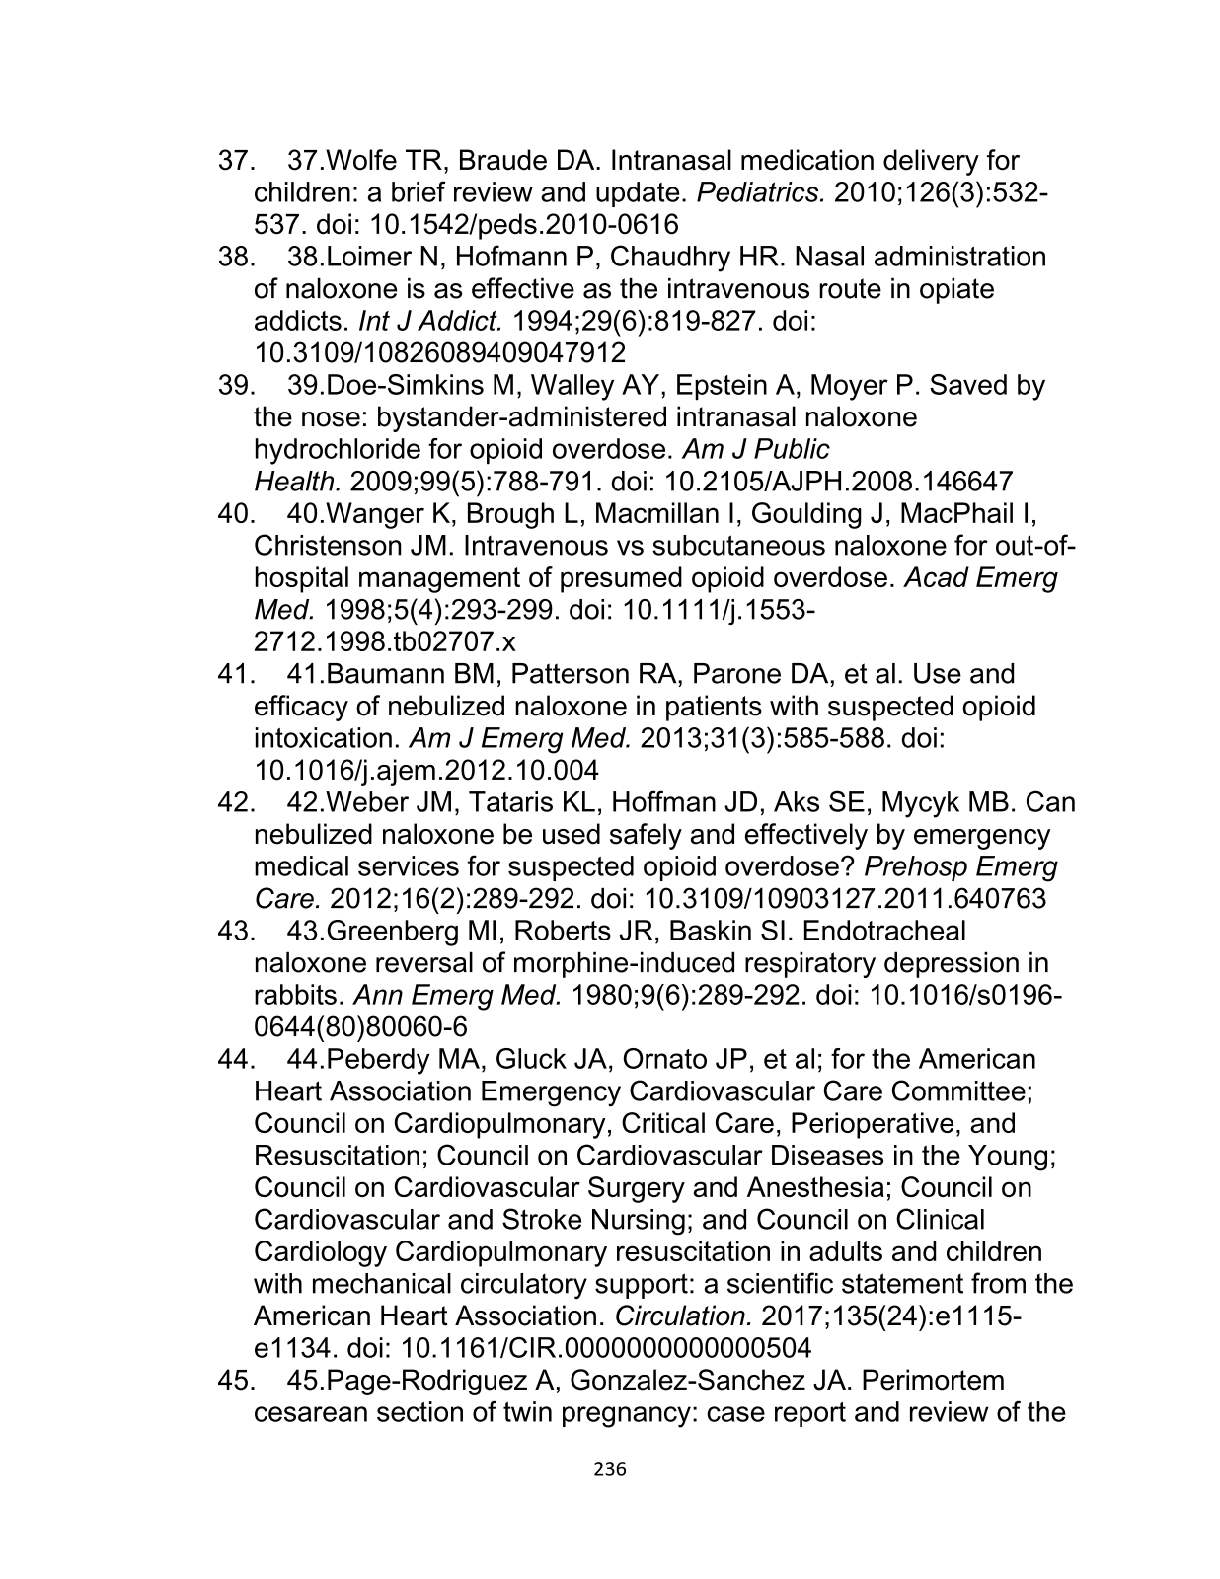 37. 37.Wolfe TR, Braude DA. Intranasal medication delivery for
children: a brief review and update. Pediatrics. 2010;126(3):532-
537. doi: 10.1542/peds.2010-0616
38. 38.Loimer N, Hofmann P, Chaudhry HR. Nasal administration
of naloxone is as effective as the intravenous route in opiate
addicts. Int J Addict. 1994;29(6):819-827. doi:
10.3109/10826089409047912
39. 39.Doe-Simkins M, Walley AY, Epstein A, Moyer P. Saved by
the nose: bystander-administered intranasal naloxone
hydrochloride for opioid overdose. Am J Public
Health. 2009;99(5):788-791. doi: 10.2105/AJPH.2008.146647
40. 40.Wanger K, Brough L, Macmillan I, Goulding J, MacPhail I,
Christenson JM. Intravenous vs subcutaneous naloxone for out-of-
hospital management of presumed opioid overdose. Acad Emerg
Med. 1998;5(4):293-299. doi: 10.1111/j.1553-
2712.1998.tb02707.x
41. 41.Baumann BM, Patterson RA, Parone DA, et al. Use and
efficacy of nebulized naloxone in patients with suspected opioid
intoxication. Am J Emerg Med. 2013;31(3):585-588. doi:
10.1016/j.ajem.2012.10.004
42. 42.Weber JM, Tataris KL, Hoffman JD, Aks SE, Mycyk MB. Can
nebulized naloxone be used safely and effectively by emergency
medical services for suspected opioid overdose? Prehosp Emerg
Care. 2012;16(2):289-292. doi: 10.3109/10903127.2011.640763
43. 43.Greenberg MI, Roberts JR, Baskin SI. Endotracheal
naloxone reversal of morphine-induced respiratory depression in
rabbits. Ann Emerg Med. 1980;9(6):289-292. doi: 10.1016/s0196-
0644(80)80060-6
44. 44.Peberdy MA, Gluck JA, Ornato JP, et al; for the American
Heart Association Emergency Cardiovascular Care Committee;
Council on Cardiopulmonary, Critical Care, Perioperative, and
Resuscitation; Council on Cardiovascular Diseases in the Young;
Council on Cardiovascular Surgery and Anesthesia; Council on
Cardiovascular and Stroke Nursing; and Council on Clinical
Cardiology Cardiopulmonary resuscitation in adults and children
with mechanical circulatory support: a scientific statement from the
American Heart Association. Circulation. 2017;135(24):e1115-
e1134. doi: 10.1161/CIR.0000000000000504
45. 45.Page-Rodriguez A, Gonzalez-Sanchez JA. Perimortem
cesarean section of twin pregnancy: case report and review of the
236